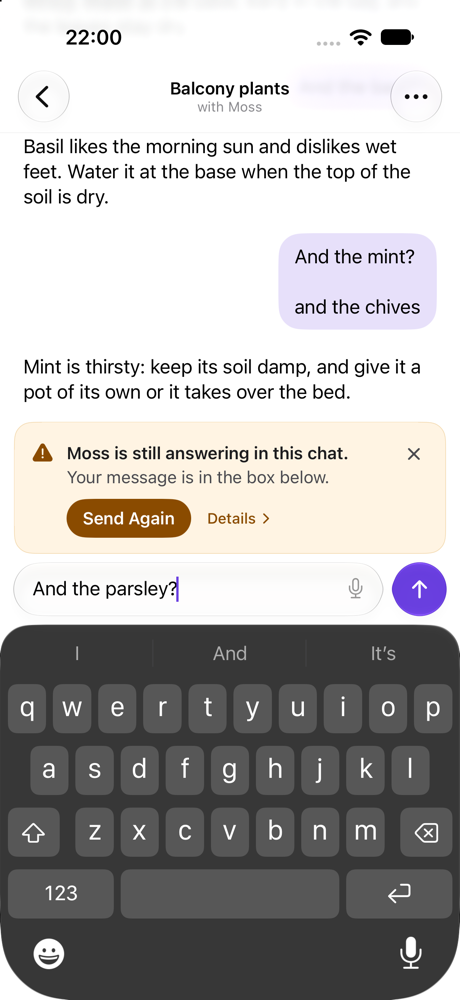 22:00
Balcony plants
with Moss
Basil likes the morning sun and dislikes wet
feet. Water it at the base when the top of the
soil is dry.
And the mint?
and the chives
Mint is thirsty: keep its soil damp, and give it a
pot of its own or it takes over the bed.
Moss is still answering in this chat.
Your message is in the box below.
Send Again
Details
And the parsley?
I And It's
q w e r t y u i o p
a s d f g h j k l
z x c v b n m
123